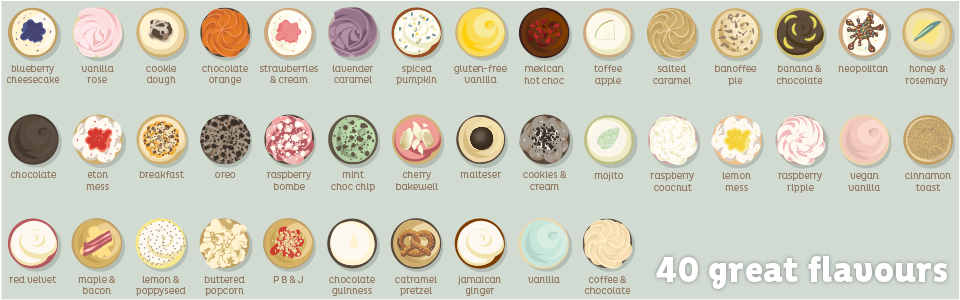 blueberry cheesecake
vanilla rose
cookie dough
chocolate orange
strawberries & cream
lavender caramel
spiced pumpkin
gluten-free vanilla
mexican hot choc
toffee apple
salted caramel
banoffee pie
banana & chocolate
neopolitan
honey & rosemary
chocolate
eton mess
breakfast
oreo
raspberry bombe
mint choc chip
cherry bakewell
malteser
cookies & cream
mojito
raspberry coocnut
lemon mess
raspberry ripple
vegan vanilla
cinnamon toast
red velvet
maple & bacon
lemon & poppyseed
buttered popcorn
P B & J
chocolate guinness
catramel pretzel
jamaican ginger
vanilla
coffee & chocolate
40 great flavours